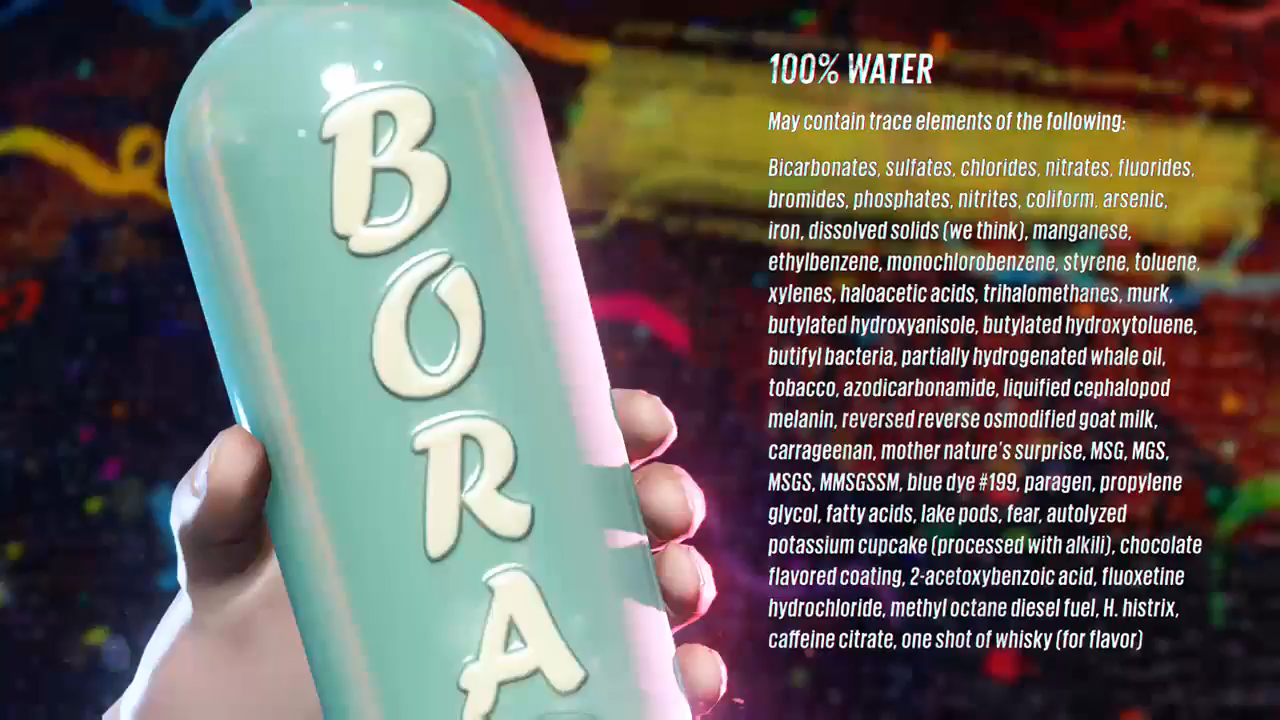 BORA
100% WATER
May contain trace elements of the following:
Bicarbonates, sulfates, chlorides, nitrates, fluorides,
bromides, phosphates, nitrites, coliform. arsenic,
iron, dissolved solids (we think), manganese,
ethylbenzene, monochlorobenzene, styrene, toluene,
xylenes, haloacetic acids, trihalomethanes, murk,
butylated hydroxyanisole, butylated hydroxytoluene,
butifyl bacteria, partially hydrogenated whale oil,
tobacco, azodicarbonamide, liquified cephalopod
melanin, reversed reverse osmodified goat milk,
carrageenan, mother nature's surprise, MSG, MGS,
MSGS, MMSGSSM, blue dye #199, paragen, propylene
glycol, fatty acids, lake pods, fear, autolyzed
potassium cupcake (processed with alkili), chocolate
flavored coating, 2-acetoxybenzoic acid, fluoxetine
hydrochloride, methyl octane diesel fuel, H. histrix,
caffeine citrate, one shot of whisky (for flavor)